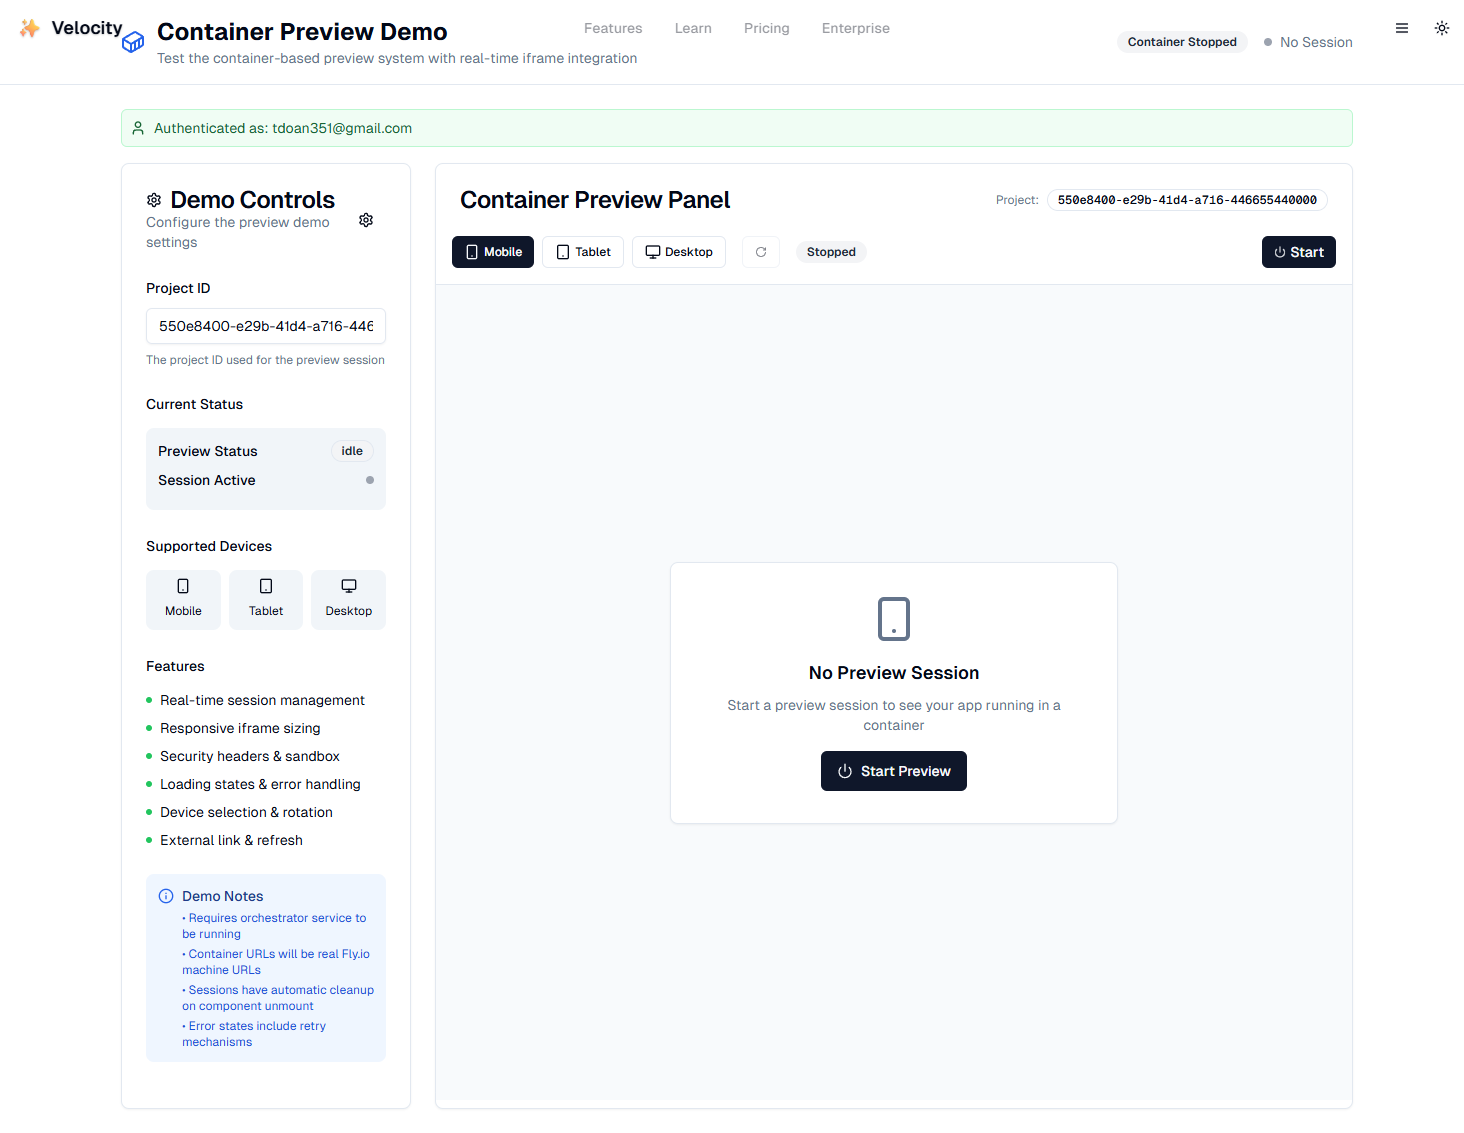 Velocity
Container Preview Demo
Test the container-based preview system with real-time iframe integration
Features
Learn
Pricing
Enterprise
Container Stopped
No Session
Authenticated as: tdoan351@gmail.com
Demo Controls
Configure the preview demo
settings
Project ID
550e8400-e29b-41d4-a716-446
The project ID used for the preview session
Current Status
Preview Status
idle
Session Active
Supported Devices
Mobile
Tablet
Desktop
Features
Real-time session management
Responsive iframe sizing
Security headers & sandbox
Loading states & error handling
Device selection & rotation
External link & refresh
Demo Notes
• Requires orchestrator service to
be running
• Container URLs will be real Fly.io
machine URLs
• Sessions have automatic cleanup
on component unmount
• Error states include retry
mechanisms
Container Preview Panel
Project:
550e8400-e29b-41d4-a716-446655440000
Mobile
Tablet
Desktop
Stopped
Start
No Preview Session
Start a preview session to see your app running in a
container
Start Preview